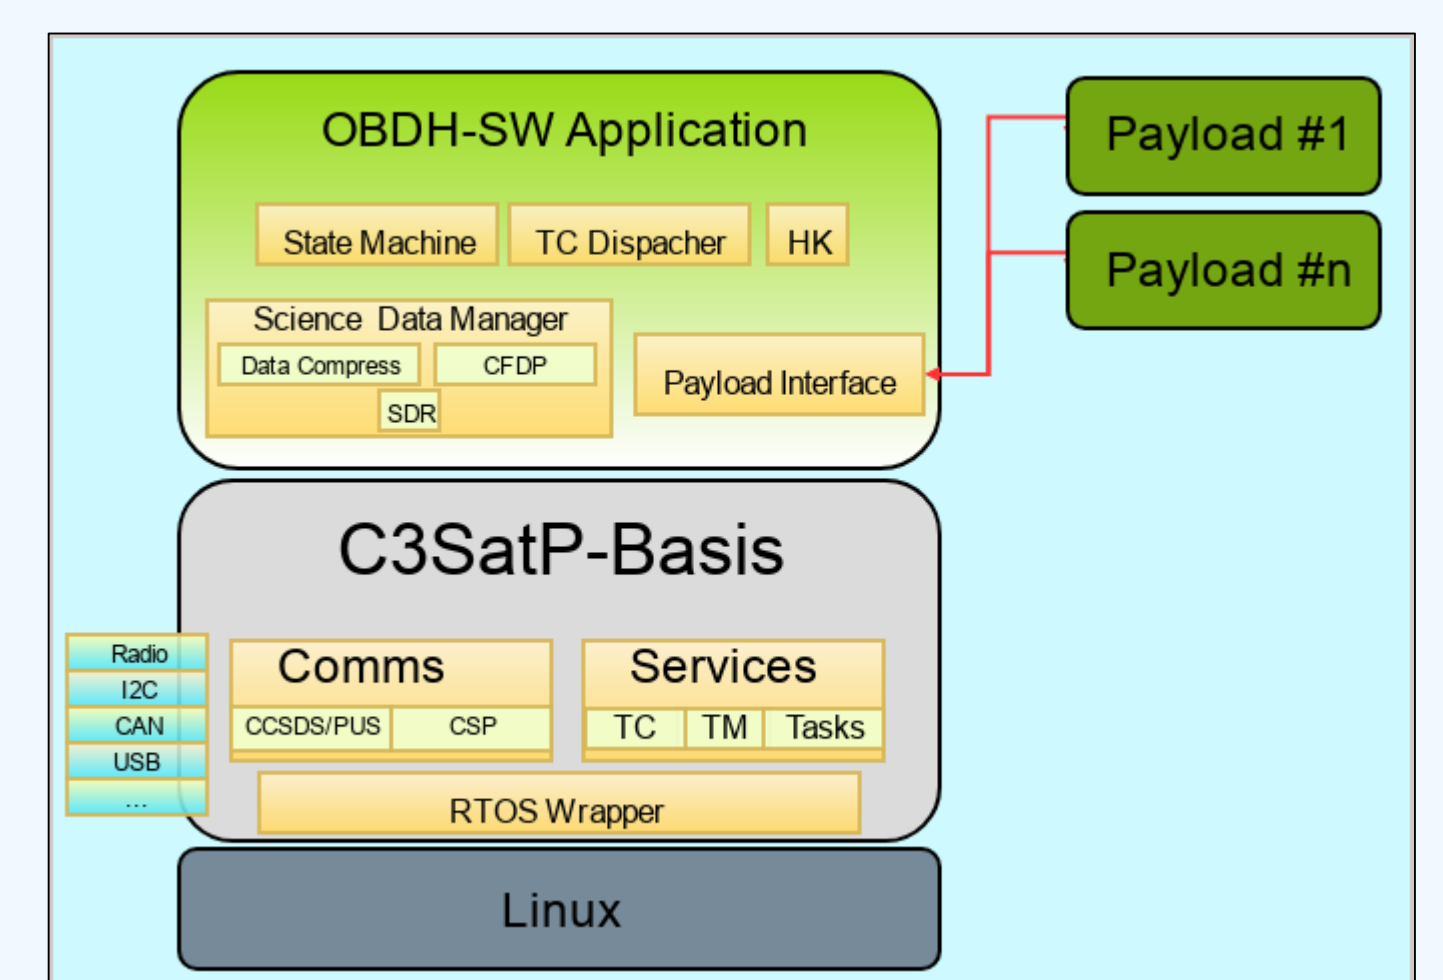 OBDH-SW Application
State Machine
TC Dispacher
HK
Science Data Manager
Data Compress
CFDP
SDR
Payload Interface
Payload #1
Payload #n
C3SatP-Basis
Radio
I2C
CAN
USB
...
Comms
CCSDS/PUS
CSP
Services
TC
TM
Tasks
RTOS Wrapper
Linux